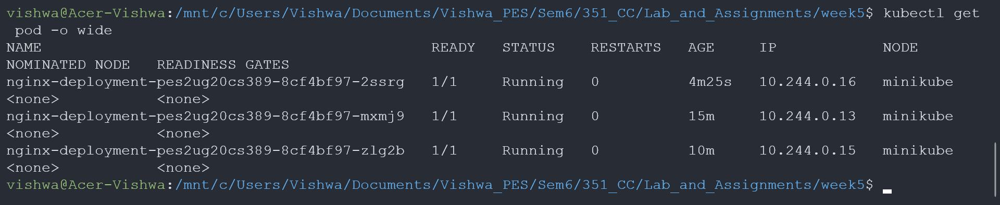 vishwa@Acer-Vishwa:/mnt/c/Users/Vishwa/Documents/Vishwa_PES/Sem6/351_CC/Lab_and_Assignments/week5$ kubectl get
 pod -o wide
NAME                                            READY   STATUS    RESTARTS   AGE     IP            NODE
NOMINATED NODE   READINESS GATES
nginx-deployment-pes2ug20cs389-8cf4bf97-2ssrg   1/1     Running   0          4m25s   10.244.0.16   minikube
<none>           <none>
nginx-deployment-pes2ug20cs389-8cf4bf97-mxmj9   1/1     Running   0          15m     10.244.0.13   minikube
<none>           <none>
nginx-deployment-pes2ug20cs389-8cf4bf97-zlg2b   1/1     Running   0          10m     10.244.0.15   minikube
<none>           <none>
vishwa@Acer-Vishwa:/mnt/c/Users/Vishwa/Documents/Vishwa_PES/Sem6/351_CC/Lab_and_Assignments/week5$